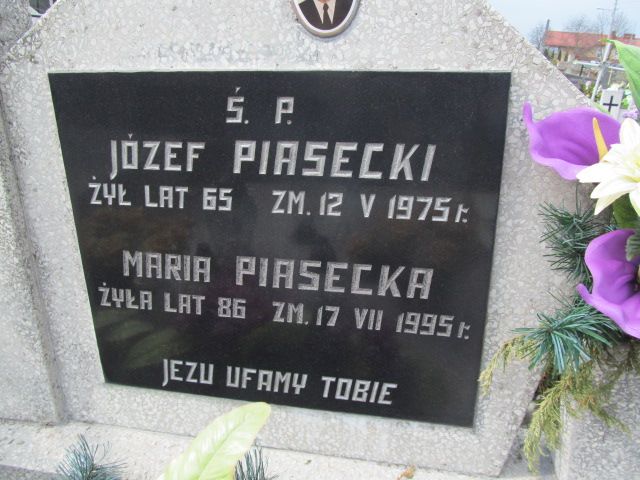 Ś. P.
JÓZEF PIASECKI
ŻYŁ LAT 65 ZM. 12 V 1975 r.
MARIA PIASECKA
ŻYŁA LAT 86 ZM. 17 VII 1995 r.
JEZU UFAMY TOBIE